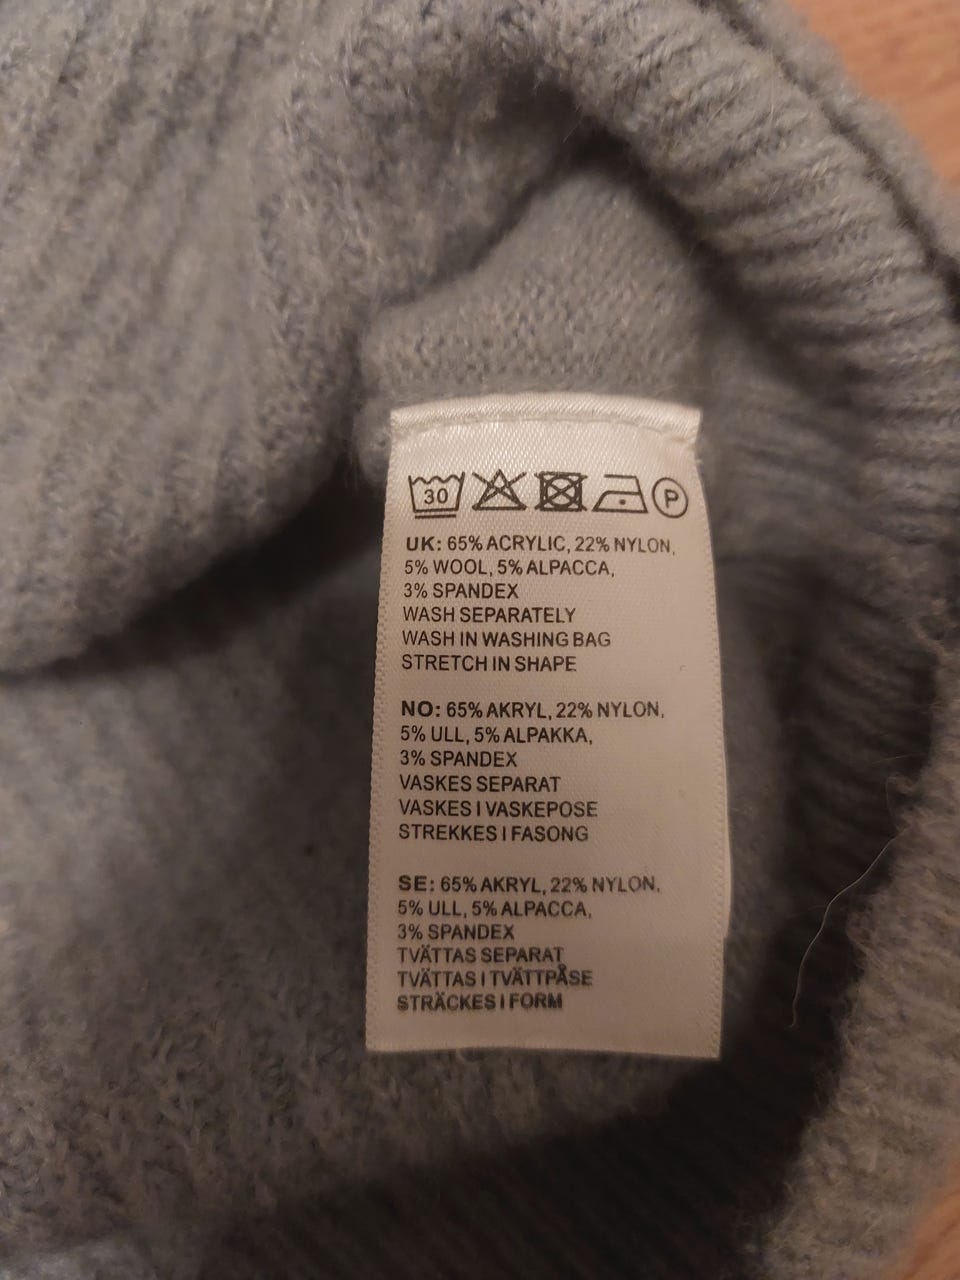 30 P
UK: 65% ACRYLIC, 22% NYLON,
5% WOOL, 5% ALPACCA,
3% SPANDEX
WASH SEPARATELY
WASH IN WASHING BAG
STRETCH IN SHAPE
NO: 65% AKRYL, 22% NYLON,
5% ULL, 5% ALPAKKA,
3% SPANDEX
VASKES SEPARAT
VASKES I VASKEPOSE
STREKKES I FASONG
SE: 65% AKRYL, 22% NYLON,
5% ULL, 5% ALPACCA,
3% SPANDEX
TVÄTTAS SEPARAT
TVÄTTAS I TVÄTTPÅSE
STRÄCKES I FORM